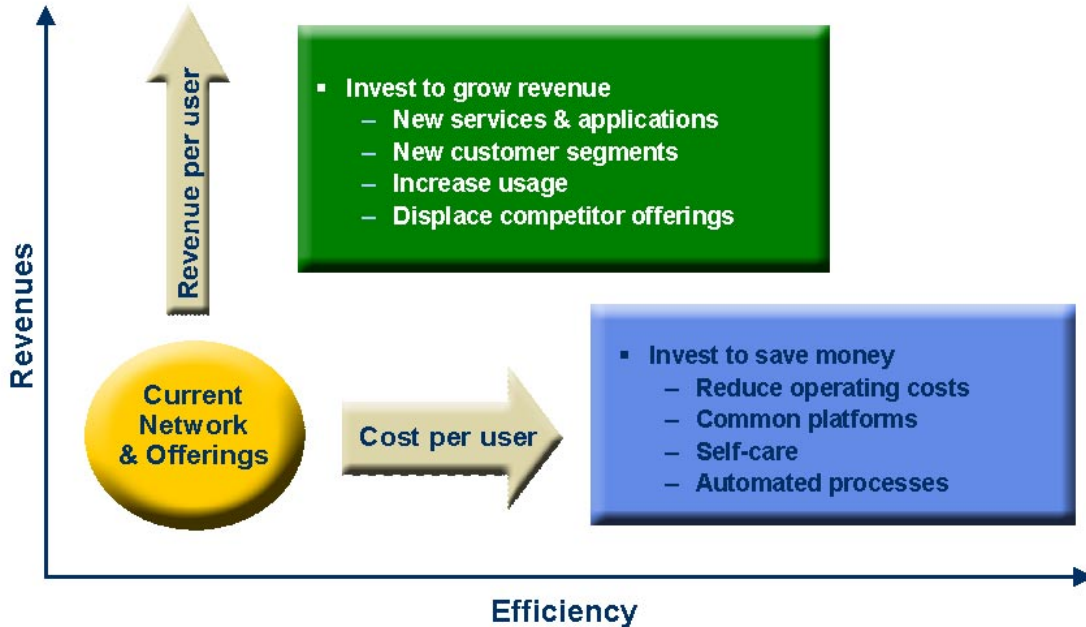 Revenues
Revenue per user
▪ Invest to grow revenue
– New services & applications
– New customer segments
– Increase usage
– Displace competitor offerings
Current
Network
& Offerings
Cost per user
▪ Invest to save money
– Reduce operating costs
– Common platforms
– Self-care
– Automated processes
Efficiency